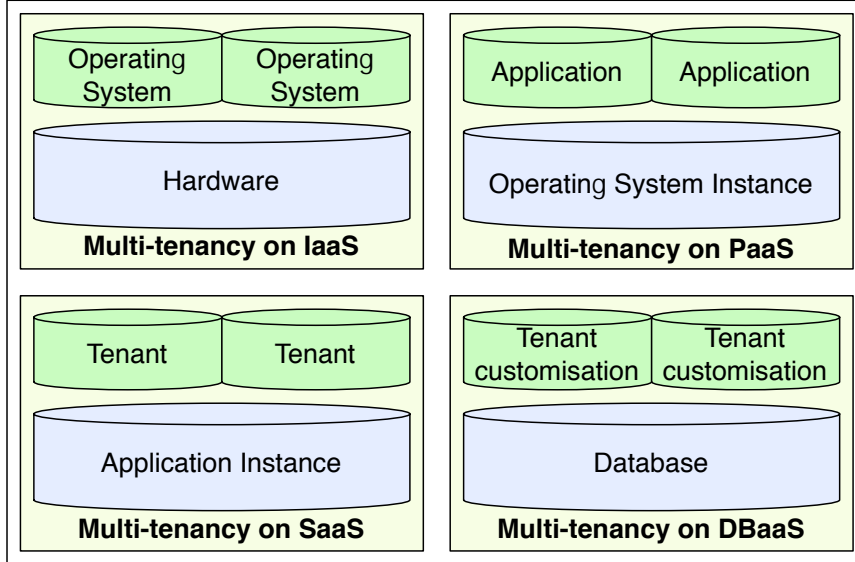 Operating
System
Operating
System
Hardware
Multi-tenancy on IaaS
Application
Application
Operating System Instance
Multi-tenancy on PaaS
Tenant
Tenant
Application Instance
Multi-tenancy on SaaS
Tenant
customisation
Tenant
customisation
Database
Multi-tenancy on DBaaS